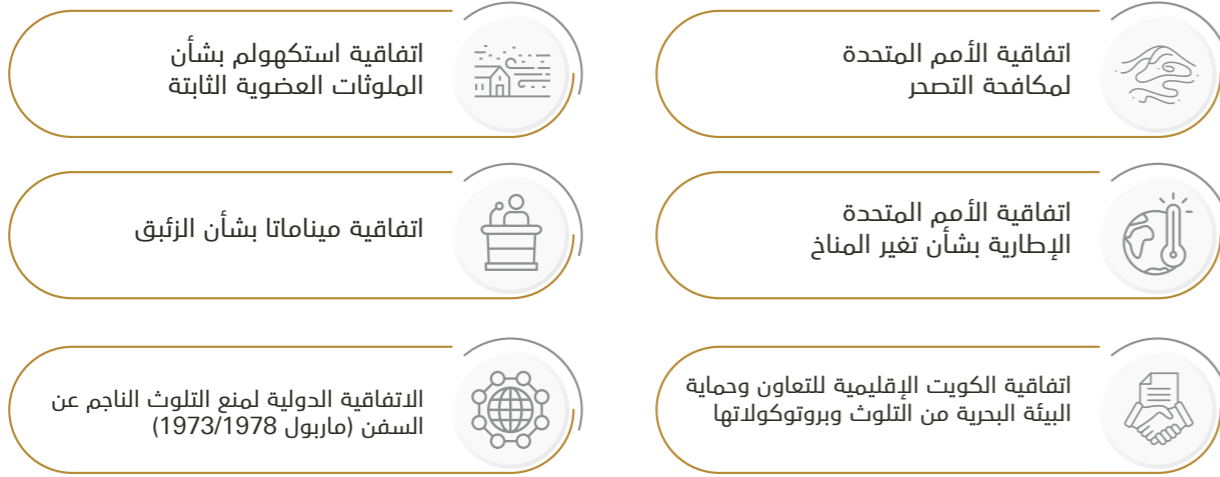 اتفاقية الأمم المتحدة
لمكافحة التصحر
اتفاقية استكهولم بشأن
الملوثات العضوية الثابتة
اتفاقية الأمم المتحدة
الإطارية بشأن تغير المناخ
اتفاقية ميناماتا بشأن الزئبق
اتفاقية الكويت الإقليمية للتعاون وحماية
البيئة البحرية من التلوث وبروتوكولاتها
الاتفاقية الدولية لمنع التلوث الناجم عن
السفن (ماربول 1973/1978)